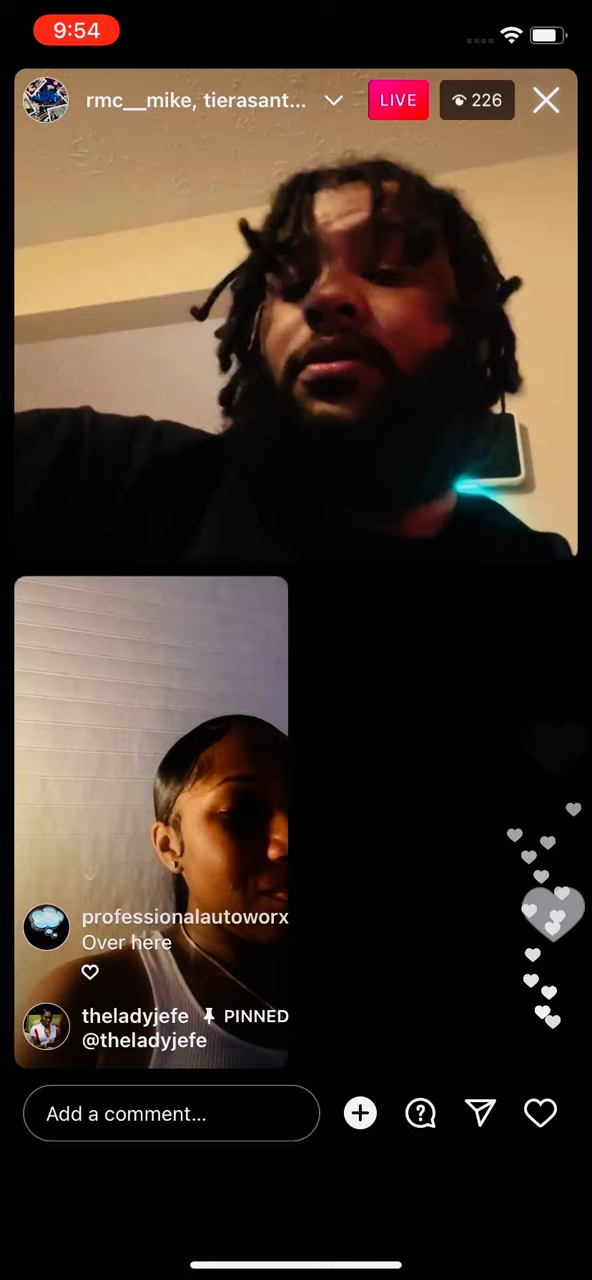 9:54
rmc__mike, tierasant...
LIVE
226
professionalautoworx
Over here
theladyjefe PINNED
@theladyjefe
Add a comment...